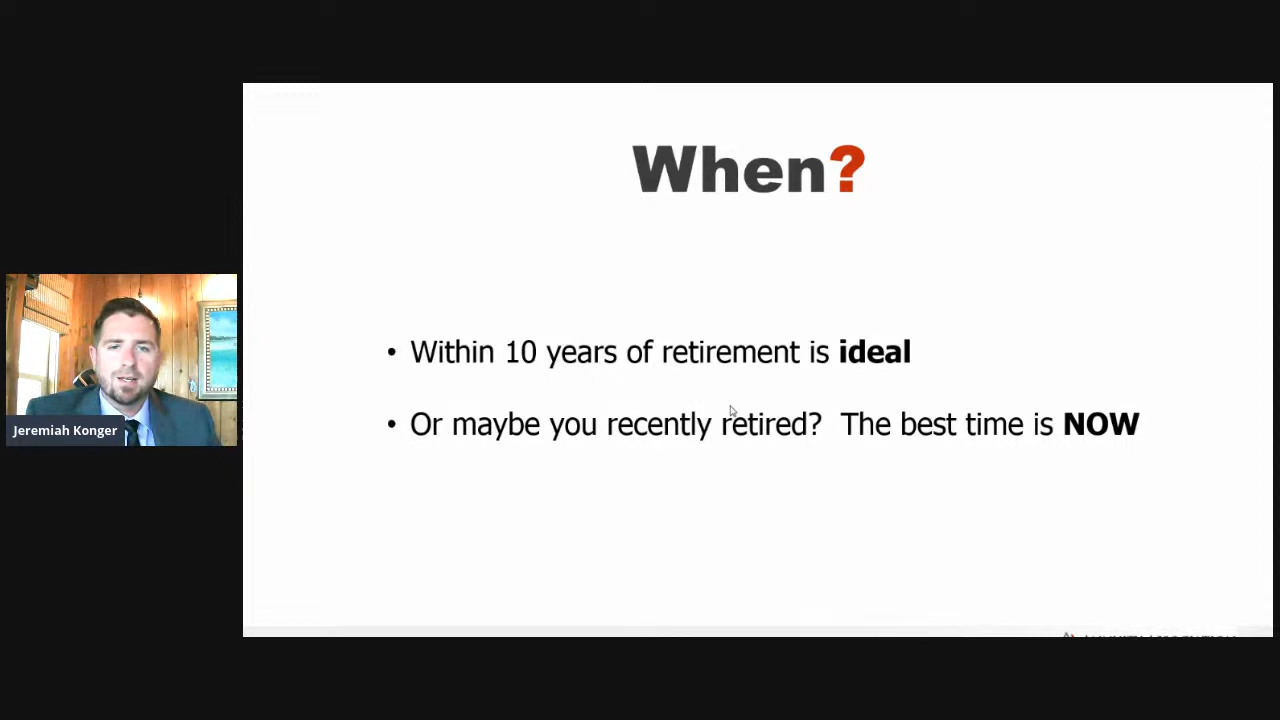 When?
• Within 10 years of retirement is ideal
• Or maybe you recently retired? The best time is NOW
Jeremiah Konger